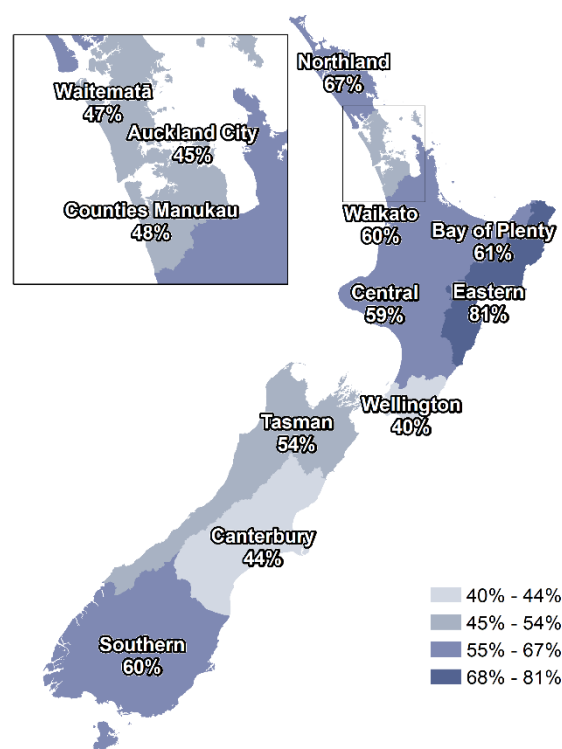 Northland
67%
Waitematā
47%
Auckland City
45%
Counties Manukau
48%
Waikato
60%
Bay of Plenty
61%
Central
59%
Eastern
81%
Wellington
40%
Tasman
54%
Canterbury
44%
Southern
60%
40% - 44%
45% - 54%
55% - 67%
68% - 81%